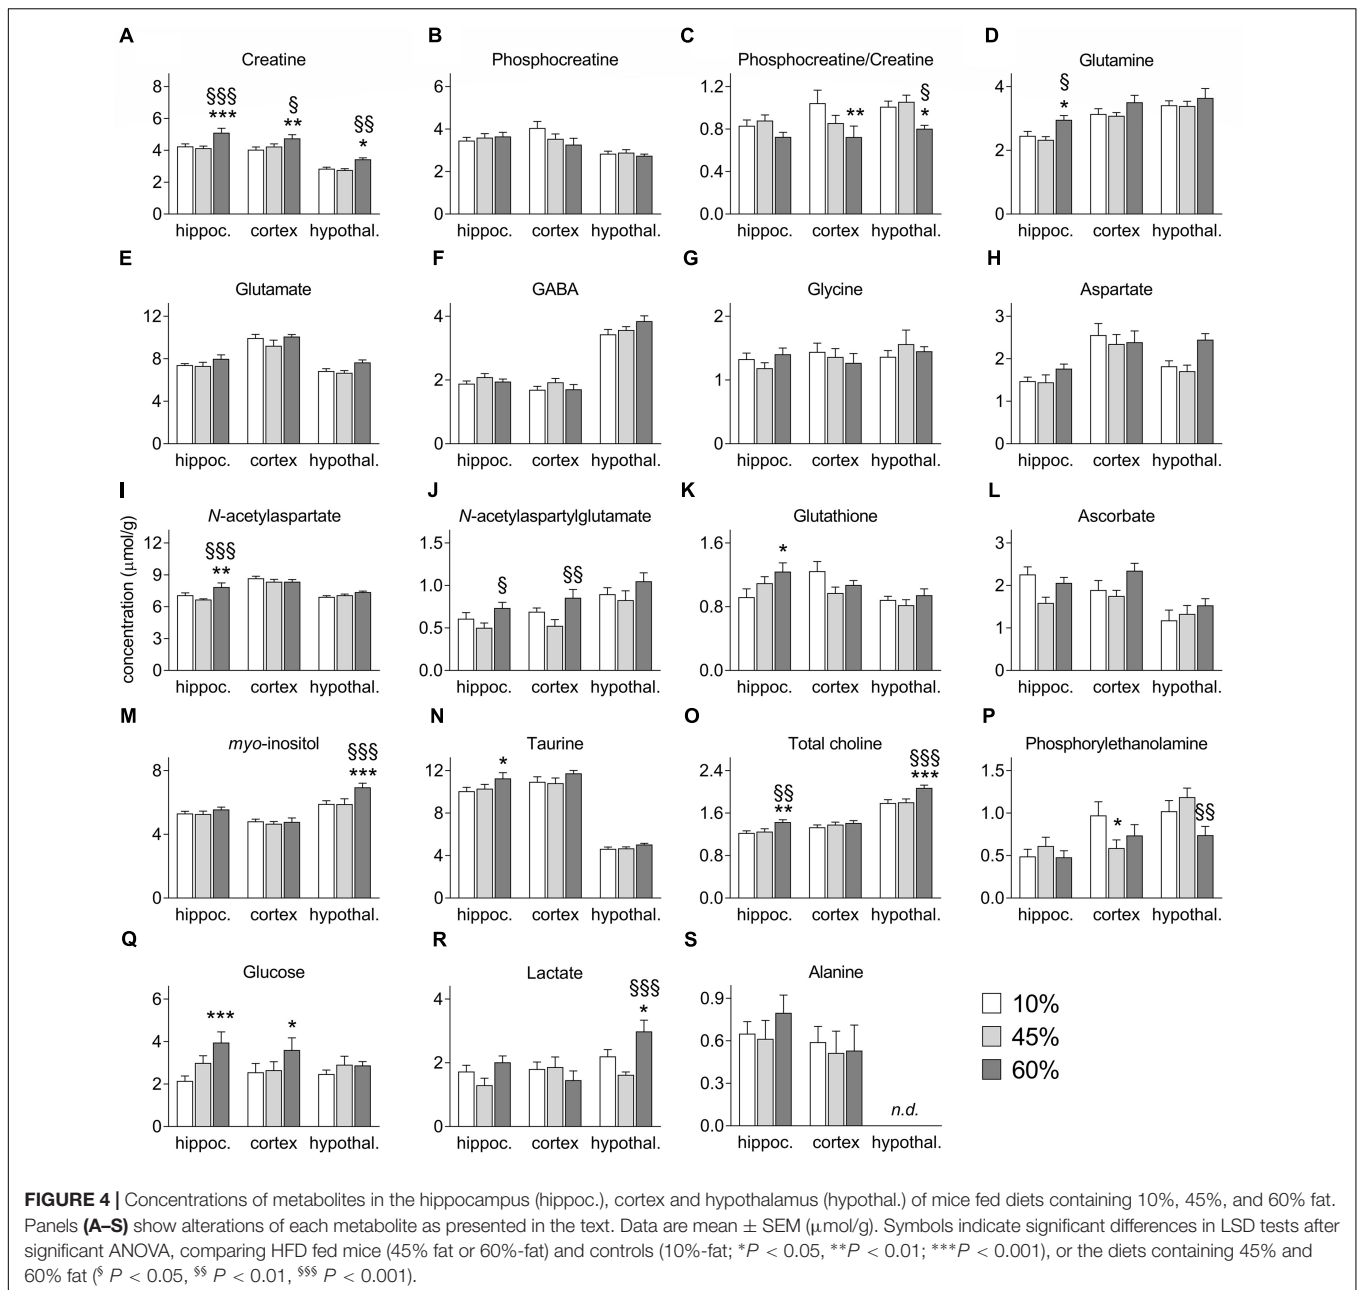 A B C D
Creatine Phosphocreatine Phosphocreatine/Creatine Glutamine
8 6 1.2 4
§§§ § §§ ** § §
*** ** * * *
6 4 0.8
4 2 0.4 2
2
0 0 0.0 0
hippoc. cortex hypothal. hippoc. cortex hypothal. hippoc. cortex hypothal. hippoc. cortex hypothal.
E F G H
Glutamate GABA Glycine Aspartate
12 4 2 3
8 2 1 2
4 1
0 0 0 0
hippoc. cortex hypothal. hippoc. cortex hypothal. hippoc. cortex hypothal. hippoc. cortex hypothal.
I J K L
N-acetylaspartate N-acetylaspartylglutamate Glutathione Ascorbate
concentration (μmol/g)
12 1.5 1.6 3
§§§ § §§ *
**
9 1.0 0.8 2
6 0.5 1
3
0 0.0 0.0 0
hippoc. cortex hypothal. hippoc. cortex hypothal. hippoc. cortex hypothal. hippoc. cortex hypothal.
M N O P
myo-inositol Taurine Total choline Phosphorylethanolamine
8 12 2.4 1.5
§§§ * §§ §§§ * §§
*** ** ***
4 8 1.6 1.0
4 0.8 0.5
0 0 0.0 0.0
hippoc. cortex hypothal. hippoc. cortex hypothal. hippoc. cortex hypothal. hippoc. cortex hypothal.
Q R S
Glucose Lactate Alanine
6 4 0.9
*** * §§§
*
4 2 0.6
2 0.3
n.d.
0 0 0.0
hippoc. cortex hypothal. hippoc. cortex hypothal. hippoc. cortex hypothal.
10%
45%
60%
FIGURE 4 | Concentrations of metabolites in the hippocampus (hippoc.), cortex and hypothalamus (hypothal.) of mice fed diets containing 10%, 45%, and 60% fat.
Panels (A–S) show alterations of each metabolite as presented in the text. Data are mean ± SEM (μmol/g). Symbols indicate significant differences in LSD tests after
significant ANOVA, comparing HFD fed mice (45% fat or 60%-fat) and controls (10%-fat; *P < 0.05, **P < 0.01; ***P < 0.001), or the diets containing 45% and
60% fat (§ P < 0.05, §§ P < 0.01, §§§ P < 0.001).